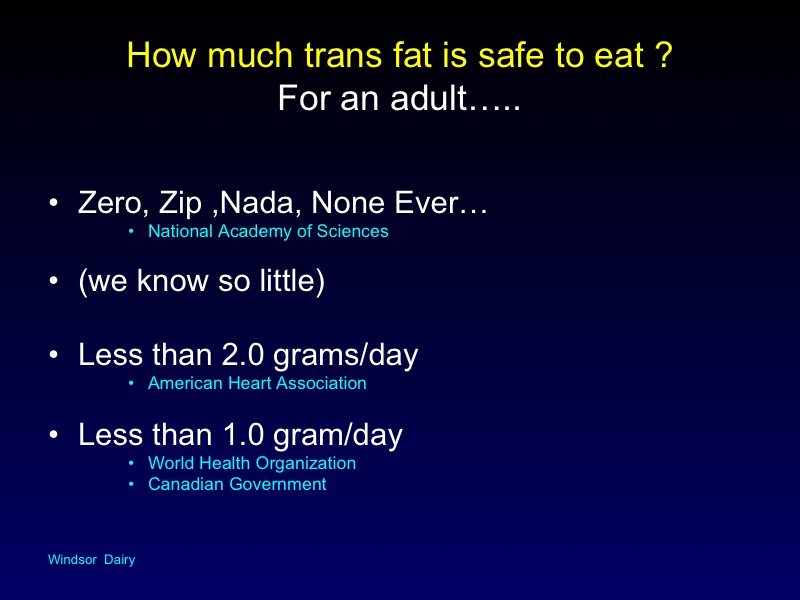 How much trans fat is safe to eat ?
For an adult…..
• Zero, Zip ,Nada, None Ever…
• National Academy of Sciences
• (we know so little)
• Less than 2.0 grams/day
• American Heart Association
• Less than 1.0 gram/day
• World Health Organization
• Canadian Government
Windsor  Dairy